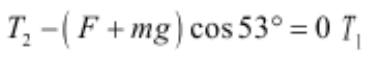 T₂ −( F + mg ) cos 53° = 0 T₁